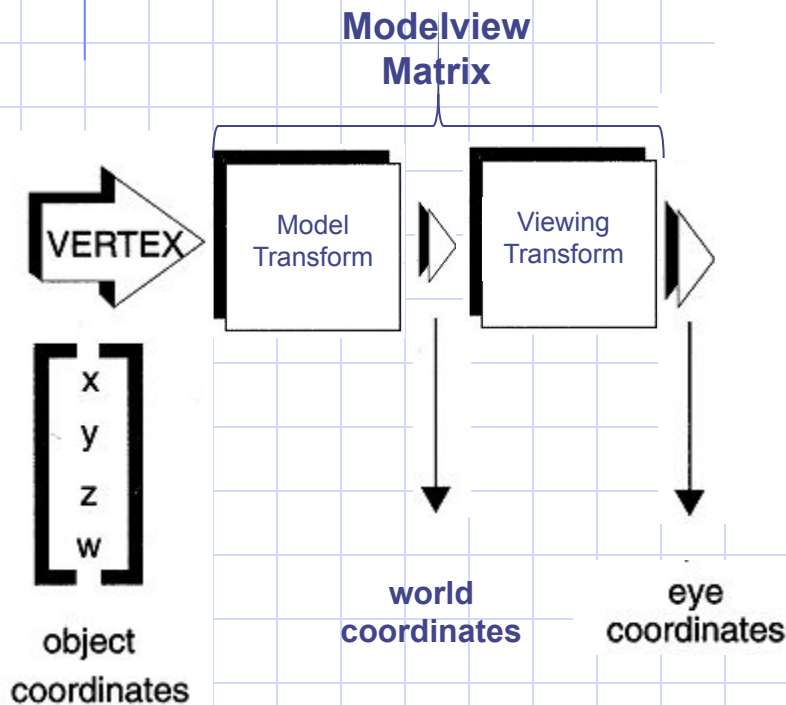 Modelview
Matrix
VERTEX
Model
Transform
Viewing
Transform
x
y
z
w
object
coordinates
world
coordinates
eye
coordinates